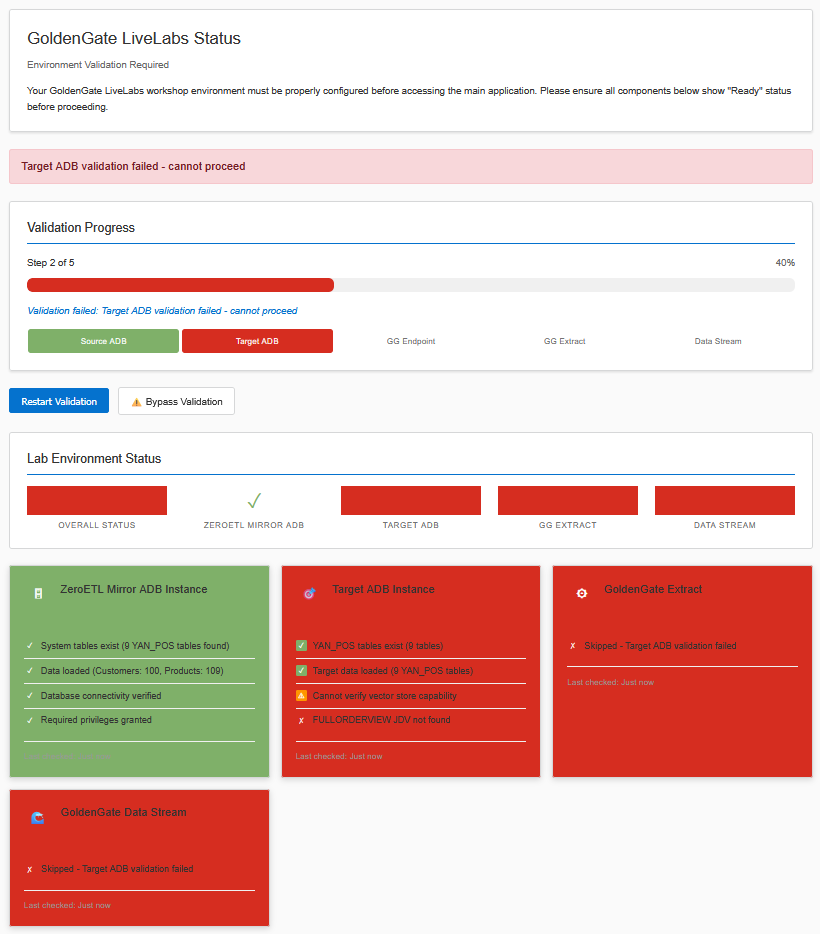 GoldenGate LiveLabs Status
Environment Validation Required
Your GoldenGate LiveLabs workshop environment must be properly configured before accessing the main application. Please ensure all components below show "Ready" status
before proceeding.
Target ADB validation failed - cannot proceed
Validation Progress
Step 2 of 5
40%
Validation failed: Target ADB validation failed - cannot proceed
Source ADB
Target ADB
GG Endpoint
GG Extract
Data Stream
Restart Validation
Bypass Validation
Lab Environment Status
OVERALL STATUS
ZEROETL MIRROR ADB
TARGET ADB
GG EXTRACT
DATA STREAM
ZeroETL Mirror ADB Instance
✓ System tables exist (9 YAN_POS tables found)
✓ Data loaded (Customers: 100, Products: 109)
✓ Database connectivity verified
✓ Required privileges granted
Target ADB Instance
✅ YAN_POS tables exist (9 tables)
✅ Target data loaded (9 YAN_POS tables)
⚠ Cannot verify vector store capability
✗ FULLORDERVIEW JDV not found
Last checked: Just now
GoldenGate Extract
✗ Skipped - Target ADB validation failed
Last checked: Just now
GoldenGate Data Stream
✗ Skipped - Target ADB validation failed
Last checked: Just now